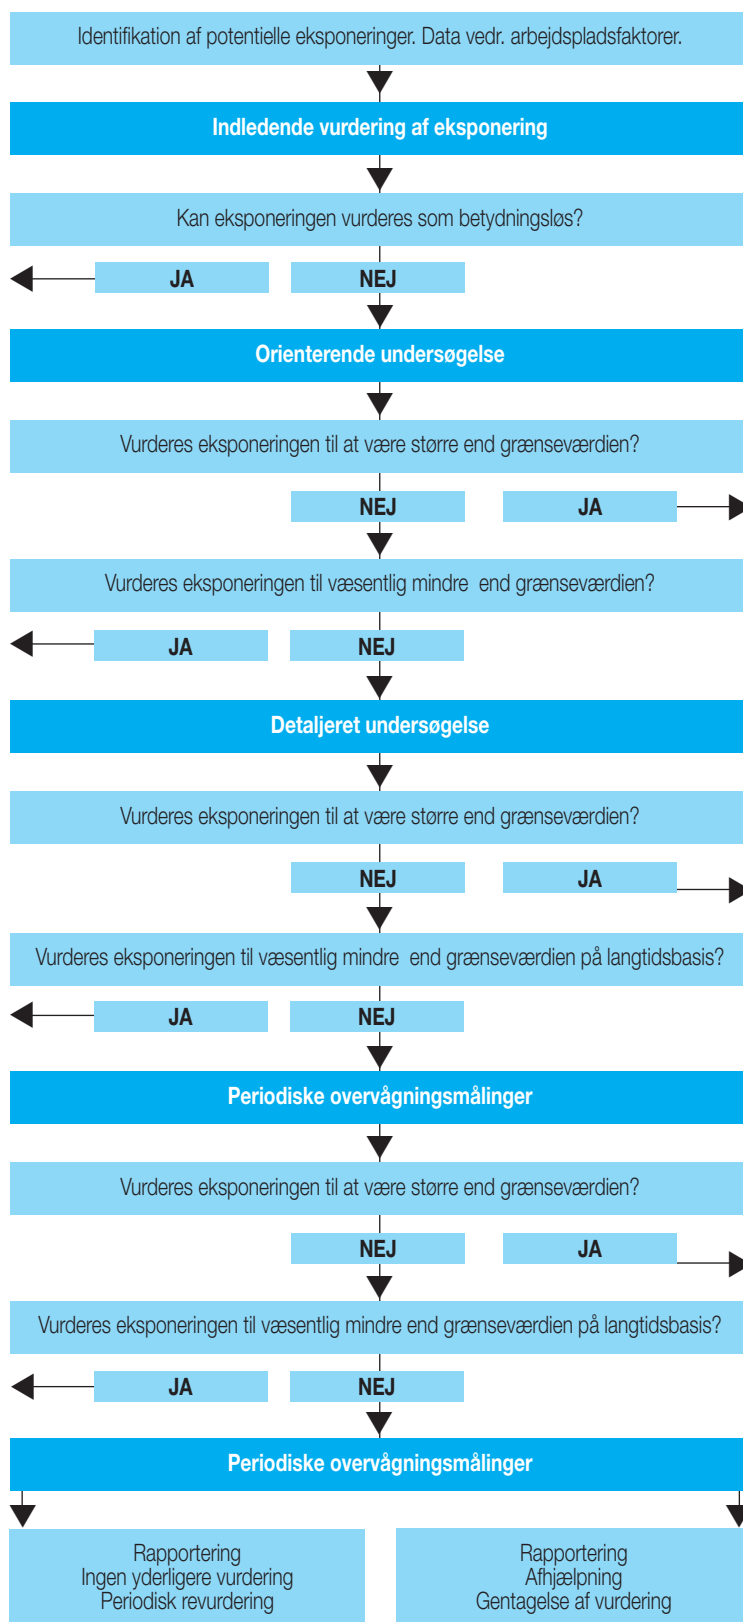 Identifikation af potentielle eksponeringer. Data vedr. arbejdspladsfaktorer.
Indledende vurdering af eksponering
Kan eksponeringen vurderes som betydningsløs?
JA
NEJ
Orienterende undersøgelse
Vurderes eksponeringen til at være større end grænseværdien?
NEJ
JA
Vurderes eksponeringen til væsentlig mindre end grænseværdien?
JA
NEJ
Detaljeret undersøgelse
Vurderes eksponeringen til at være større end grænseværdien?
NEJ
JA
Vurderes eksponeringen til væsentlig mindre end grænseværdien på langtidsbasis?
JA
NEJ
Periodiske overvågningsmålinger
Vurderes eksponeringen til at være større end grænseværdien?
NEJ
JA
Vurderes eksponeringen til væsentlig mindre end grænseværdien på langtidsbasis?
JA
NEJ
Periodiske overvågningsmålinger
Rapportering
Ingen yderligere vurdering
Periodisk revurdering
Rapportering
Afhjælpning
Gentagelse af vurdering